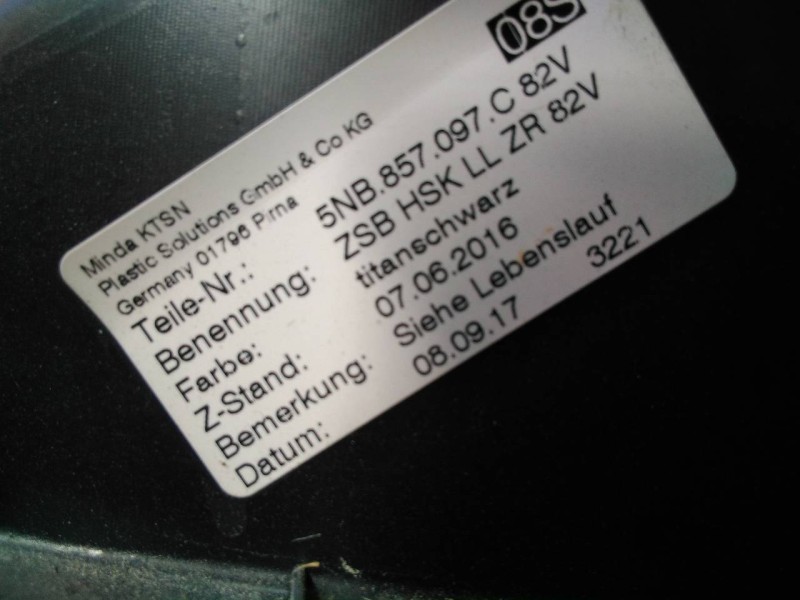 08S
Minda KTSN
Plastic Solutions GmbH & Co KG
Germany 01796 Pirna
Teile-Nr.: 5NB.857.097.C 82V
Benennung: ZSB HSK LL ZR 82V
Farbe: titanschwarz
Z-Stand: 07.06.2016
Bemerkung: Siehe Lebenslauf
Datum: 08.09.17 3221